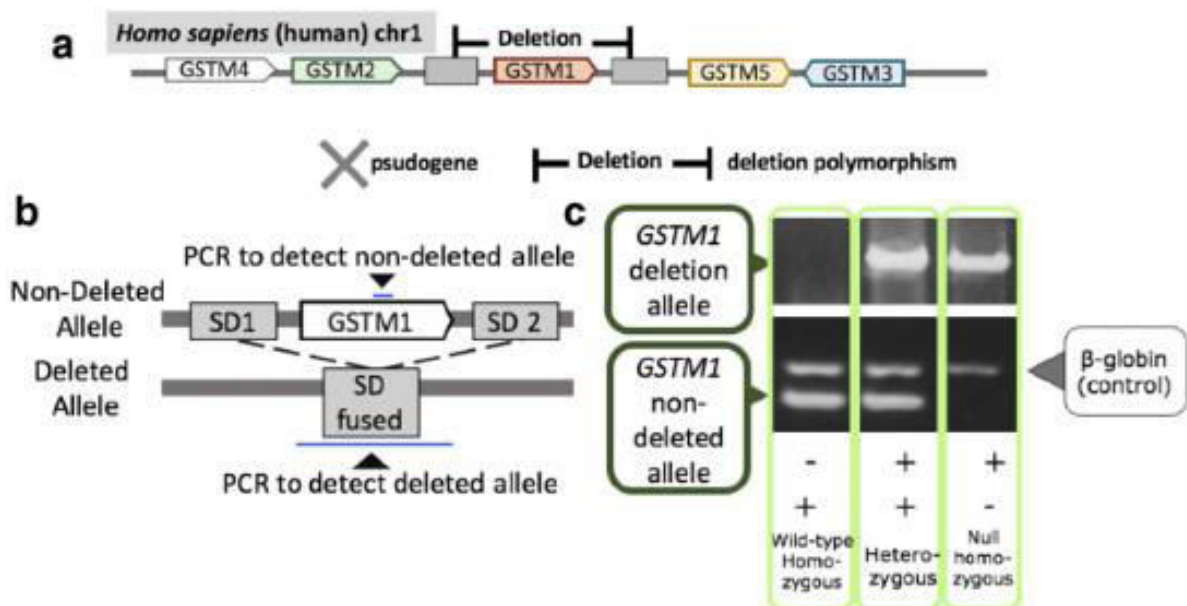 a
Homo sapiens (human) chr1
Deletion
GSTM4 GSTM2 GSTM1 GSTM5 GSTM3
psudogene
Deletion
deletion polymorphism
b
PCR to detect non-deleted allele
Non-Deleted
Allele
SD1 GSTM1 SD 2
Deleted
Allele
SD
fused
PCR to detect deleted allele
c
GSTM1
deletion
allele
GSTM1
non-
deleted
allele
β-globin
(control)
- + +
+ + -
Wild-type
Homo-
zygous
Hetero-
zygous
Null
homo-
zygous